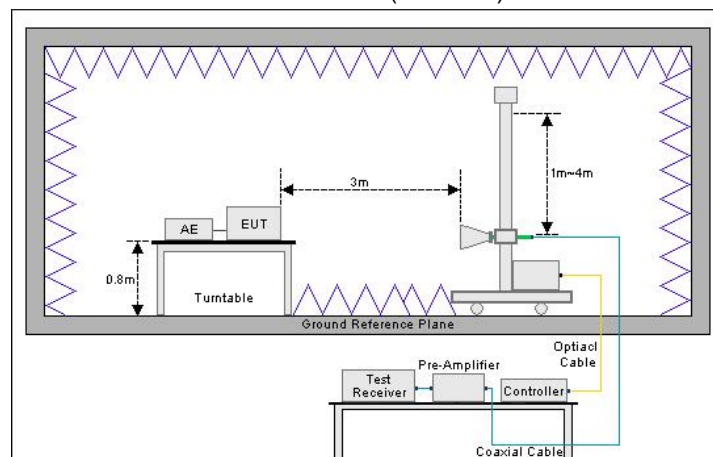 3m
1m~4m
AE
EUT
0.8m
Turntable
Ground Reference Plane
Optiacl
Cable
Pre-Amplifier
Test
Receiver
Controller
Coaxial Cable